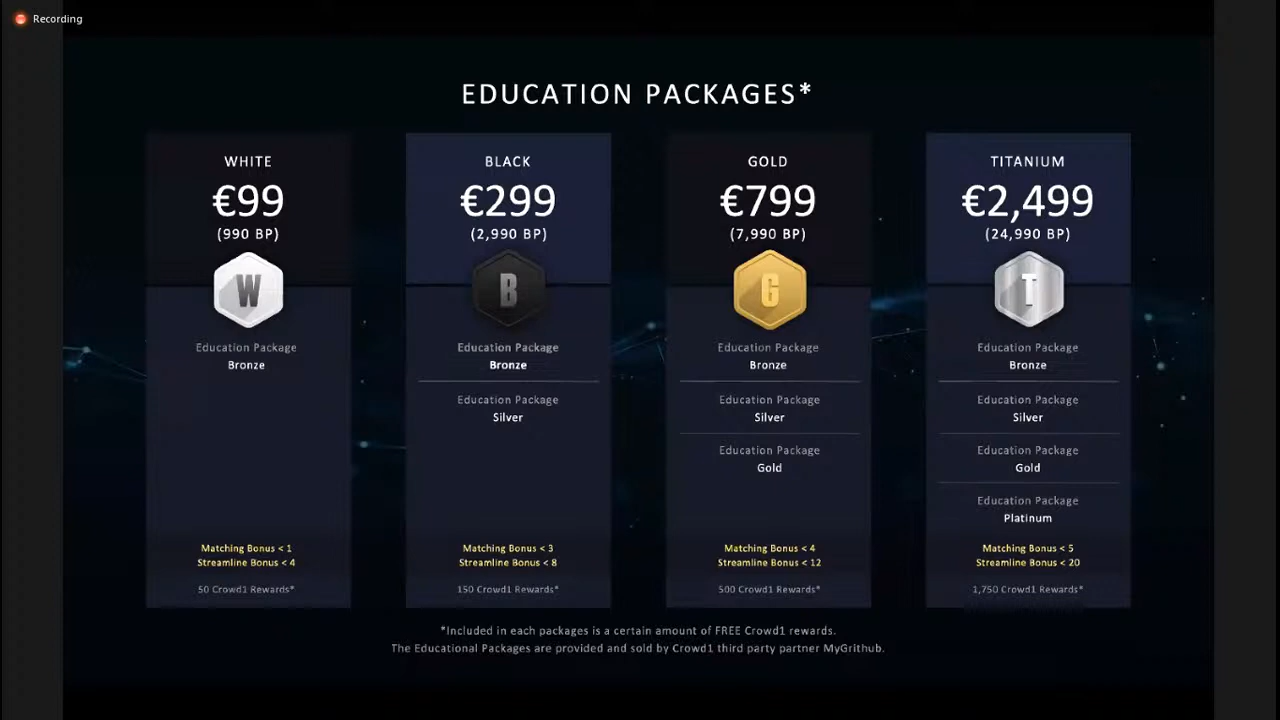 Recording
EDUCATION PACKAGES*
WHITE
€99
(990 BP)
W
Education Package
Bronze
Matching Bonus < 1
Streamline Bonus < 4
50 Crowd1 Rewards*
BLACK
€299
(2,990 BP)
B
Education Package
Bronze
Education Package
Silver
Matching Bonus < 3
Streamline Bonus < 8
150 Crowd1 Rewards*
GOLD
€799
(7,990 BP)
G
Education Package
Bronze
Education Package
Silver
Education Package
Gold
Matching Bonus < 4
Streamline Bonus < 12
500 Crowd1 Rewards*
TITANIUM
€2,499
(24,990 BP)
T
Education Package
Bronze
Education Package
Silver
Education Package
Gold
Education Package
Platinum
Matching Bonus < 5
Streamline Bonus < 20
1,750 Crowd1 Rewards*
*Included in each packages is a certain amount of FREE Crowd1 rewards.
The Educational Packages are provided and sold by Crowd1 third party partner MyGrithub.